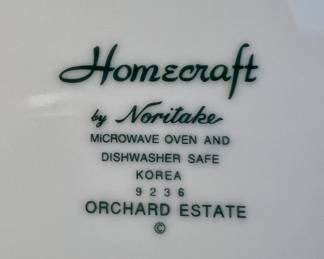 Homecraft
by Noritake
MICROWAVE OVEN AND
DISHWASHER SAFE
KOREA
9236
ORCHARD ESTATE
©